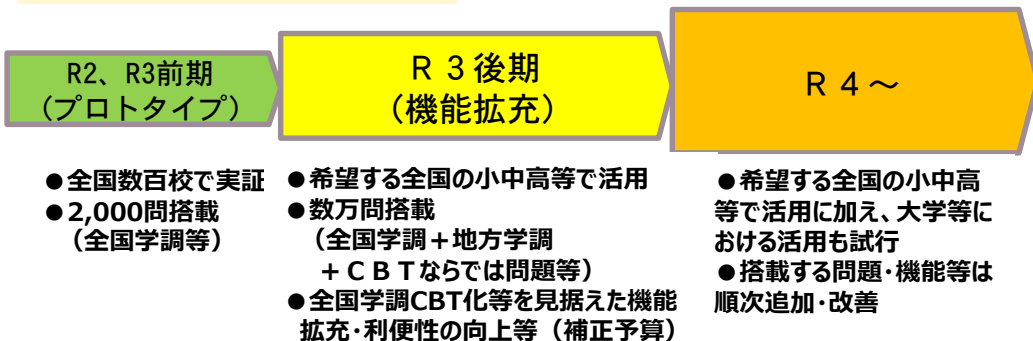 R2、R3前期
（プロトタイプ）
Ｒ３後期
（機能拡充）
Ｒ４～
●全国数百校で実証
●2,000問搭載
（全国学調等）
●希望する全国の小中高等で活用
●数万問搭載
（全国学調＋地方学調
＋ＣＢＴならでは問題等）
●全国学調CBT化等を見据えた機能
拡充・利便性の向上等（補正予算）
●希望する全国の小中高
等で活用に加え、大学等に
おける活用も試行
●搭載する問題・機能等は
順次追加・改善